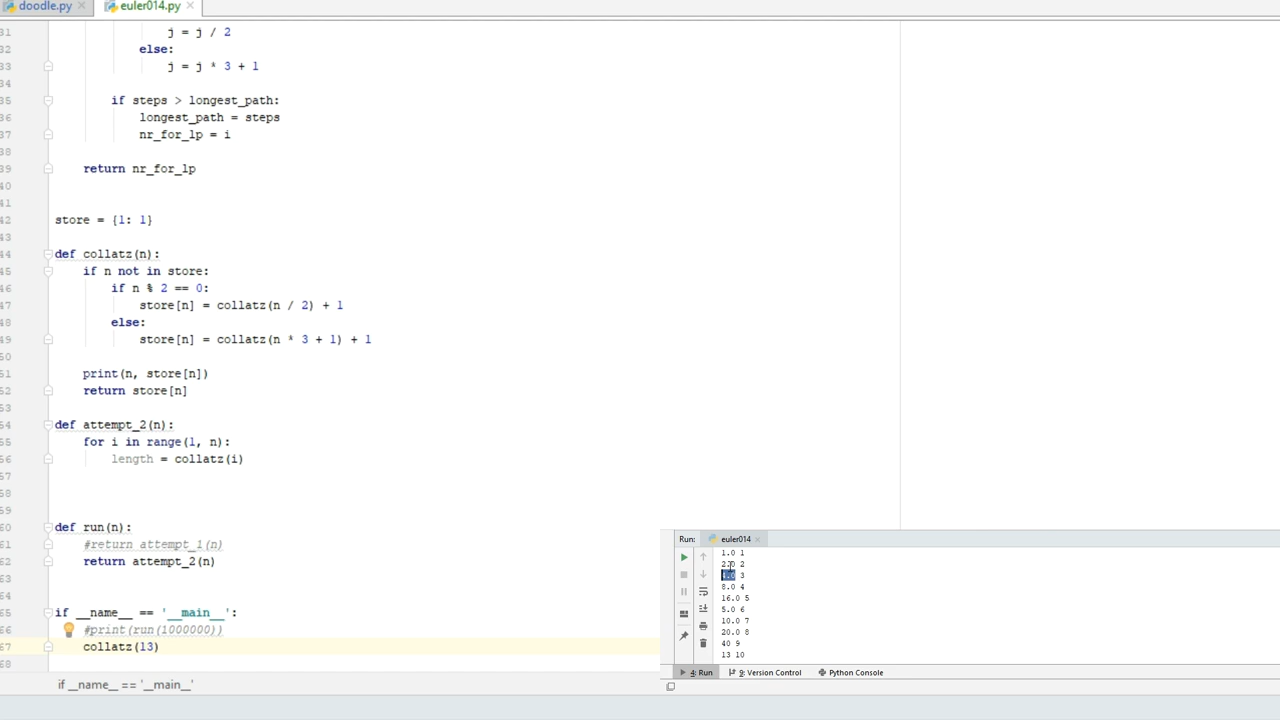 doodle.py euler014.py
31 j = j / 2
32 else:
33 j = j * 3 + 1
34
35 if steps > longest_path:
36 longest_path = steps
37 nr_for_lp = i
38
39 return nr_for_lp
40
41
42 store = {1: 1}
43
44 def collatz(n):
45 if n not in store:
46 if n % 2 == 0:
47 store[n] = collatz(n / 2) + 1
48 else:
49 store[n] = collatz(n * 3 + 1) + 1
50
51 print(n, store[n])
52 return store[n]
53
54 def attempt_2(n):
55 for i in range(1, n):
56 length = collatz(i)
57
58
59
60 def run(n):
61 #return attempt_1(n)
62 return attempt_2(n)
63
64
65 if __name__ == '__main__':
66 #print(run(1000000))
67 collatz(13)
68
if __name__ == '__main__'
Run: euler014
1.0 1
2.0 2
4.0 3
8.0 4
16.0 5
5.0 6
10.0 7
20.0 8
40 9
13 10
4: Run 9: Version Control Python Console